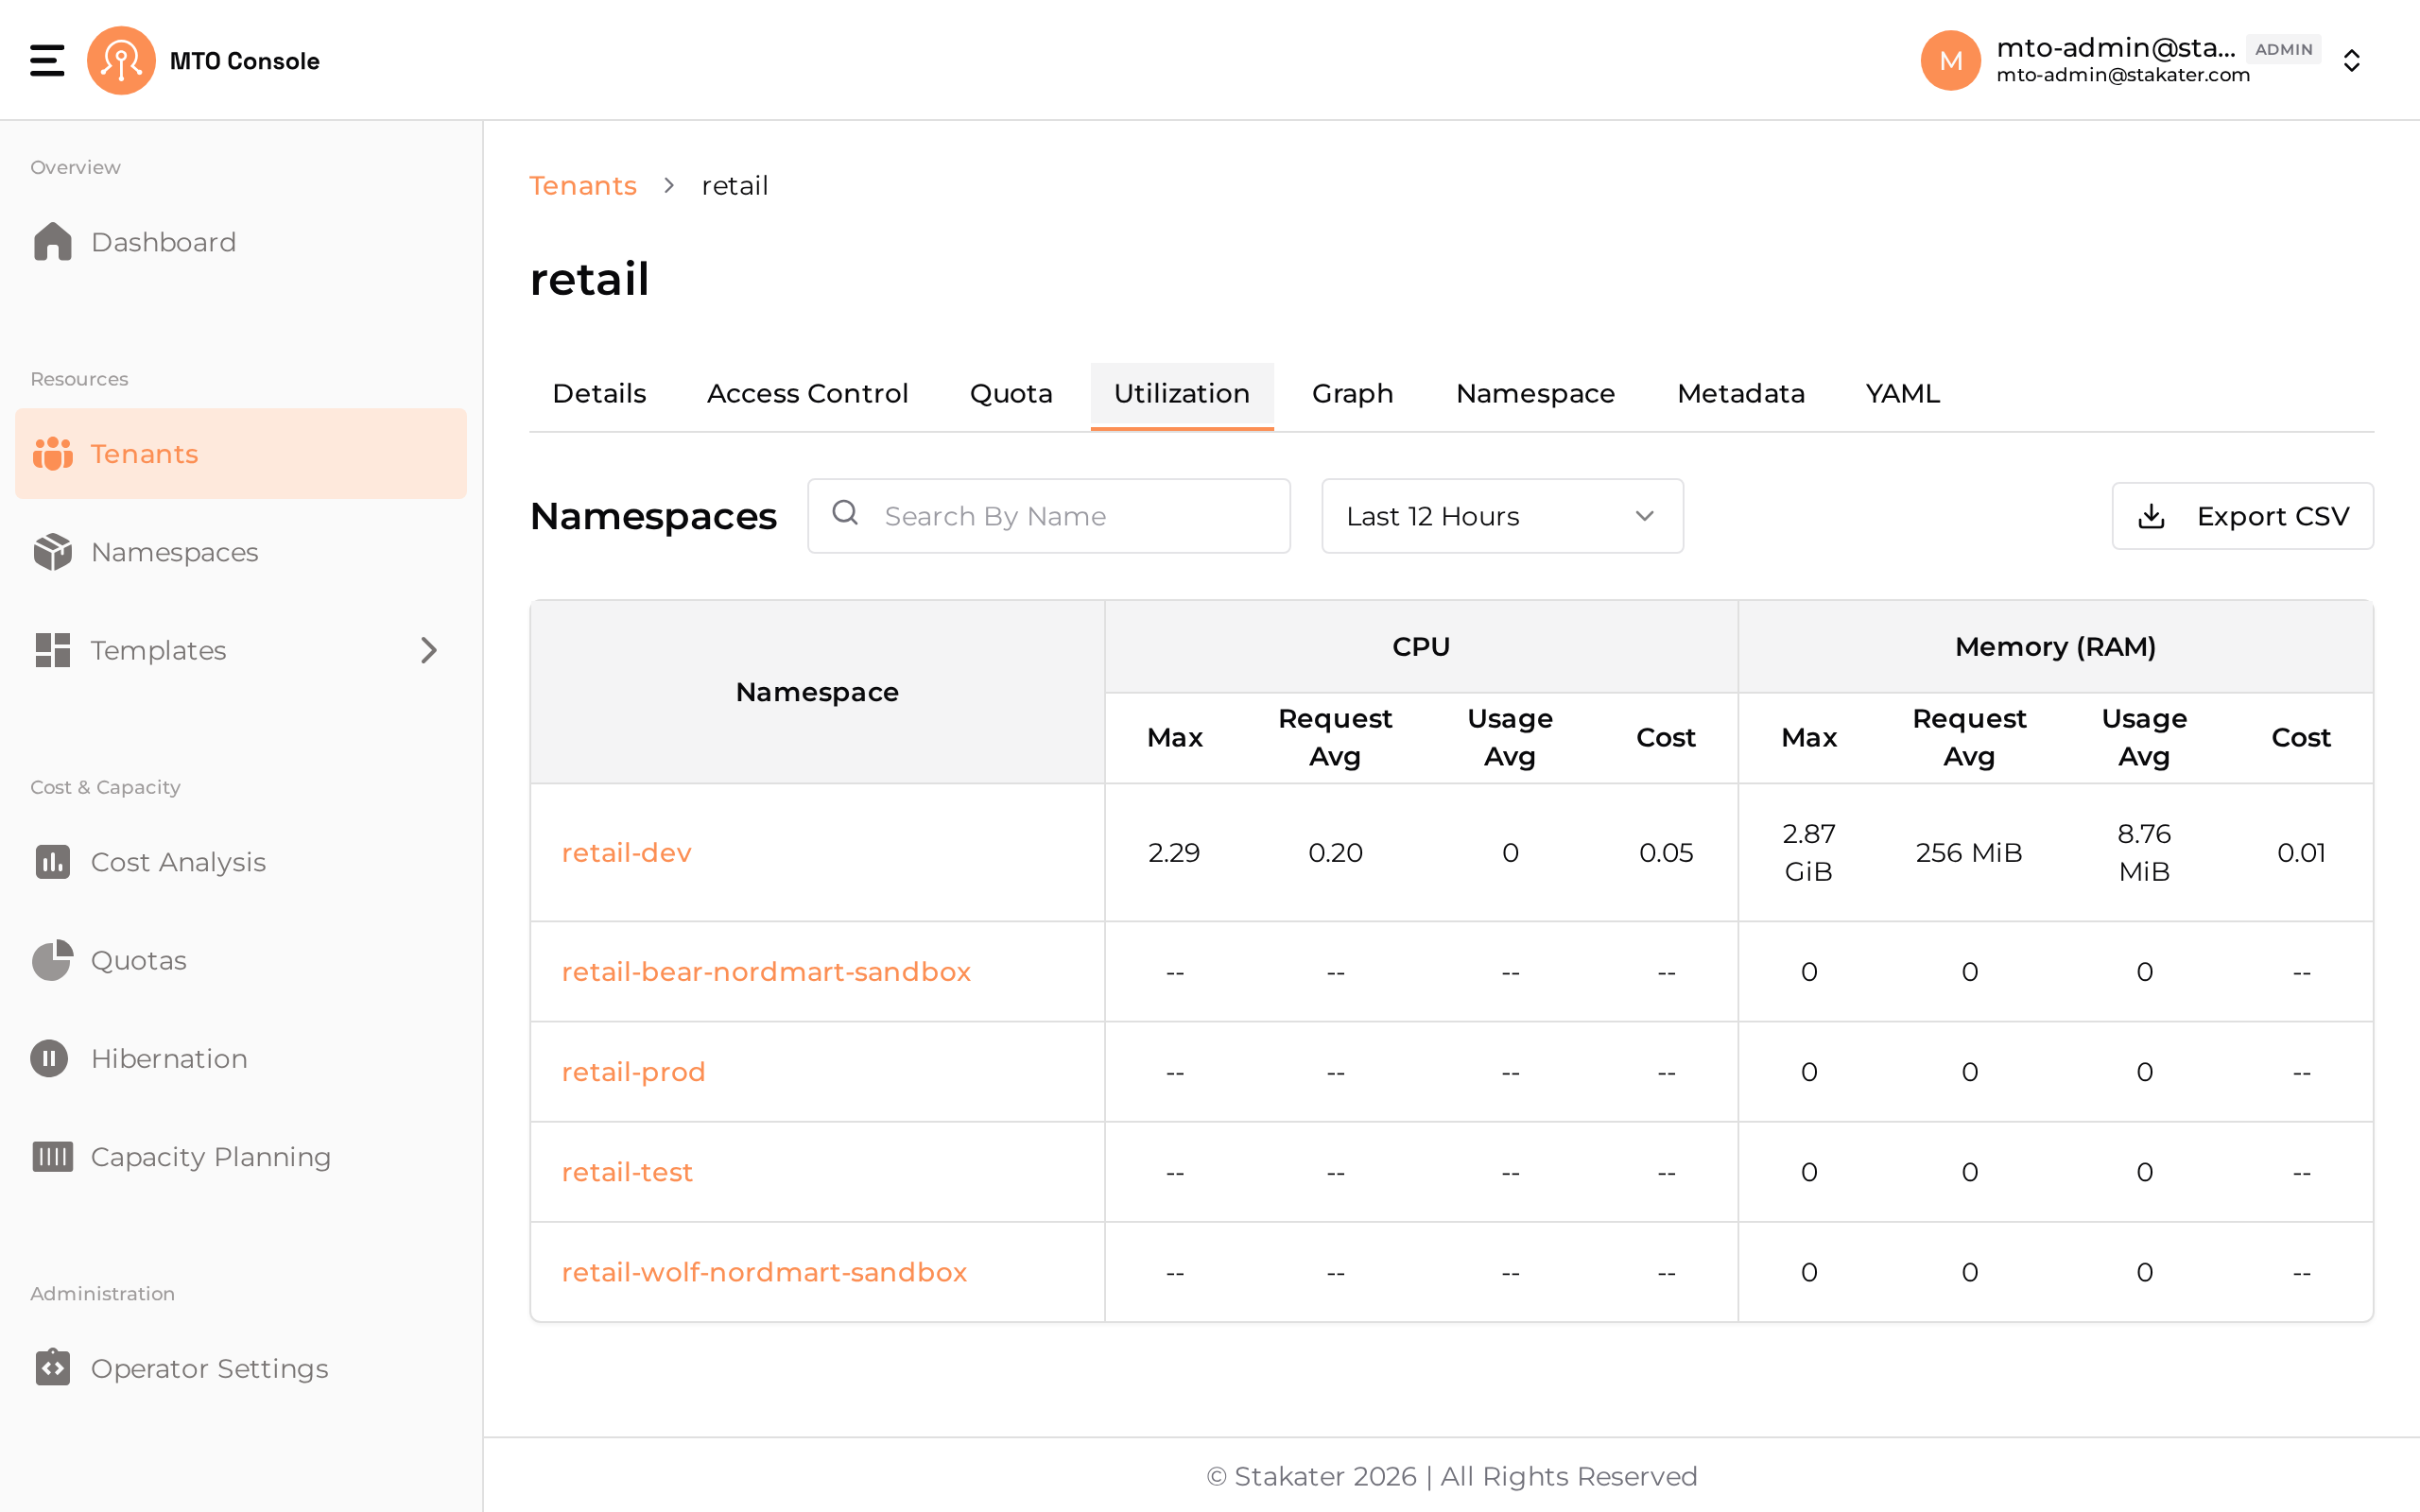 MTO Console
M
mto-admin@sta... ADMIN
mto-admin@stakater.com
Overview
Dashboard
Resources
Tenants
Namespaces
Templates
Cost & Capacity
Cost Analysis
Quotas
Hibernation
Capacity Planning
Administration
Operator Settings
Tenants > retail
retail
Details Access Control Quota Utilization Graph Namespace Metadata YAML
Namespaces Search By Name Last 12 Hours Export CSV
Namespace CPU Memory (RAM)
Max Request Avg Usage Avg Cost Max Request Avg Usage Avg Cost
retail-dev 2.29 0.20 0 0.05 2.87 GiB 256 MiB 8.76 MiB 0.01
retail-bear-nordmart-sandbox -- -- -- -- 0 0 0 --
retail-prod -- -- -- -- 0 0 0 --
retail-test -- -- -- -- 0 0 0 --
retail-wolf-nordmart-sandbox -- -- -- -- 0 0 0 --
© Stakater 2026 | All Rights Reserved